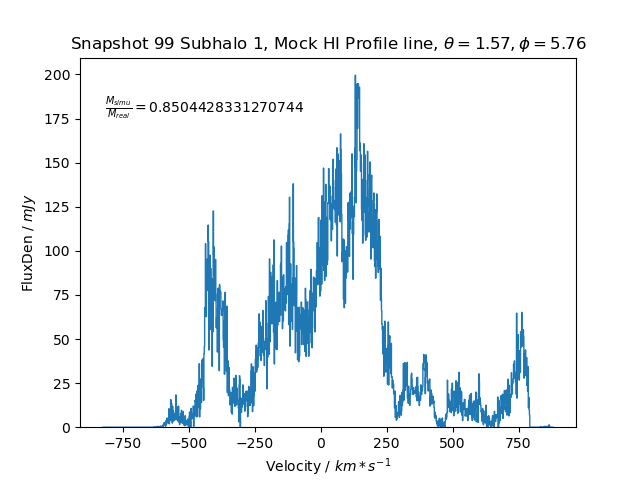 Snapshot 99 Subhalo 1, Mock HI Profile line, θ = 1.57, ϕ = 5.76
M_simu/M_real = 0.8504428331270744
FluxDen / mJy
200
175
150
125
100
75
50
25
0
−750 −500 −250 0 250 500 750
Velocity / km * s⁻¹